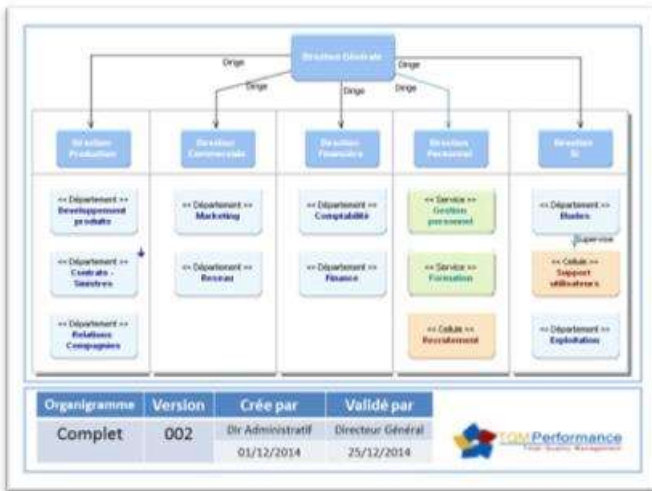 Direction Générale
Dirige
Dirige
Dirige
Dirige
Dirige
Direction
Production
Direction
Commerciale
Direction
Financière
Direction
Personnel
Direction
SI
<< Département >>
Développement
produits
<< Département >>
Marketing
<< Département >>
Comptabilité
<< Service >>
Gestion
personnel
<< Département >>
Etudes
Supervise
<< Département >>
Contrats -
Sinistres
<< Département >>
Reseau
<< Département >>
Finance
<< Service >>
Formation
<< Cellule >>
Support
utilisateurs
<< Département >>
Relations
Compagnies
<< Cellule >>
Recrutement
<< Département >>
Exploitation
Organigramme Version Crée par Validé par
Complet 002 Dir Administratif Directeur Général
01/12/2014 25/12/2014
TQM Performance
Total Quality Management